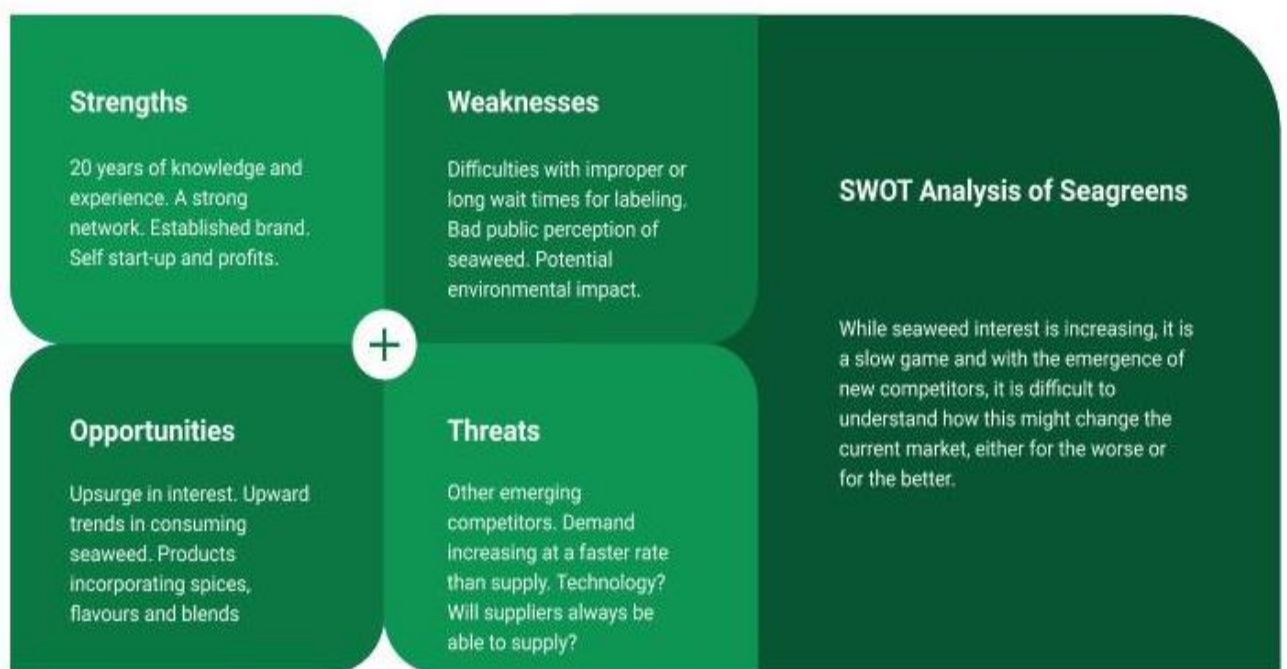 Strengths
20 years of knowledge and
experience. A strong
network. Established brand.
Self start-up and profits.
Weaknesses
Difficulties with improper or
long wait times for labeling.
Bad public perception of
seaweed. Potential
environmental impact.
SWOT Analysis of Seagreens
While seaweed interest is increasing, it is
a slow game and with the emergence of
new competitors, it is difficult to
understand how this might change the
current market, either for the worse or
for the better.
+
Opportunities
Upsurge in interest. Upward
trends in consuming
seaweed. Products
incorporating spices,
flavours and blends
Threats
Other emerging
competitors. Demand
increasing at a faster rate
than supply. Technology?
Will suppliers always be
able to supply?